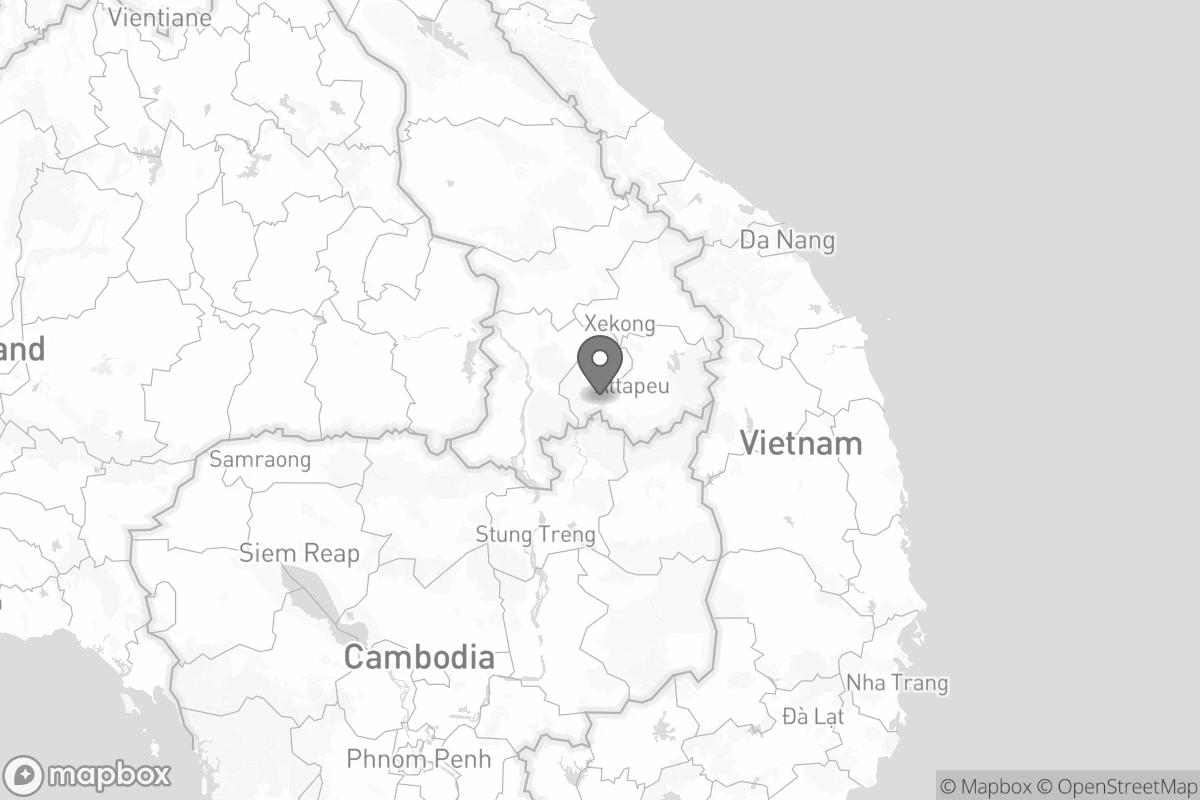 Vientiane
Da Nang
Xekong
and
Attapeu
Vietnam
Samraong
Stung Treng
Siem Reap
Cambodia
Nha Trang
Đà Lạt
Phnom Penh
mapbox
© Mapbox © OpenStreetMap